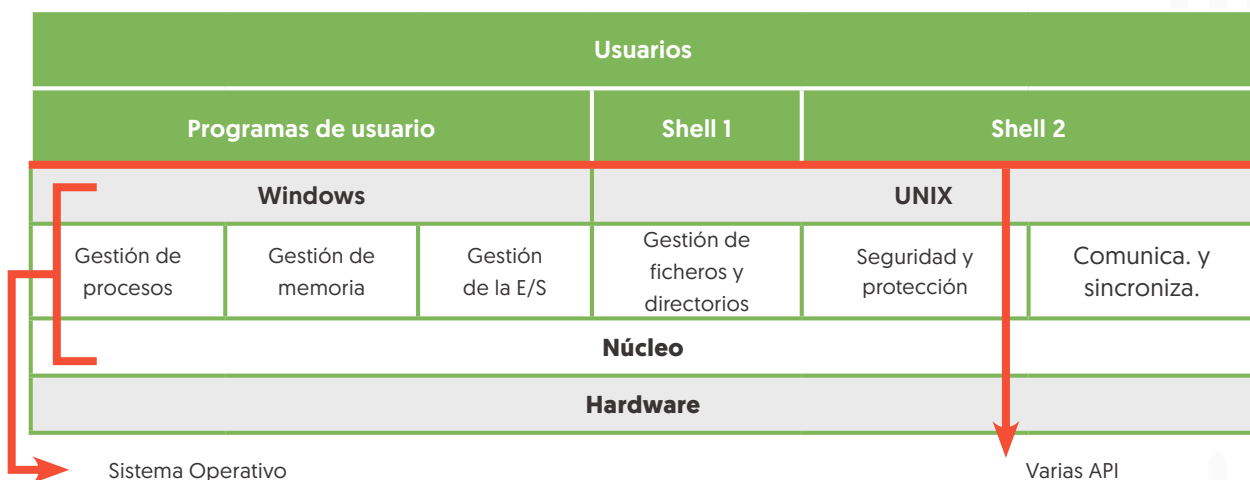 Usuarios
Programas de usuario
Shell 1
Shell 2
Windows
UNIX
Gestión de
procesos
Gestión de
memoria
Gestión
de la E/S
Gestión de
ficheros y
directorios
Seguridad y
protección
Comunica. y
sincroniza.
Núcleo
Hardware
Sistema Operativo
Varias API